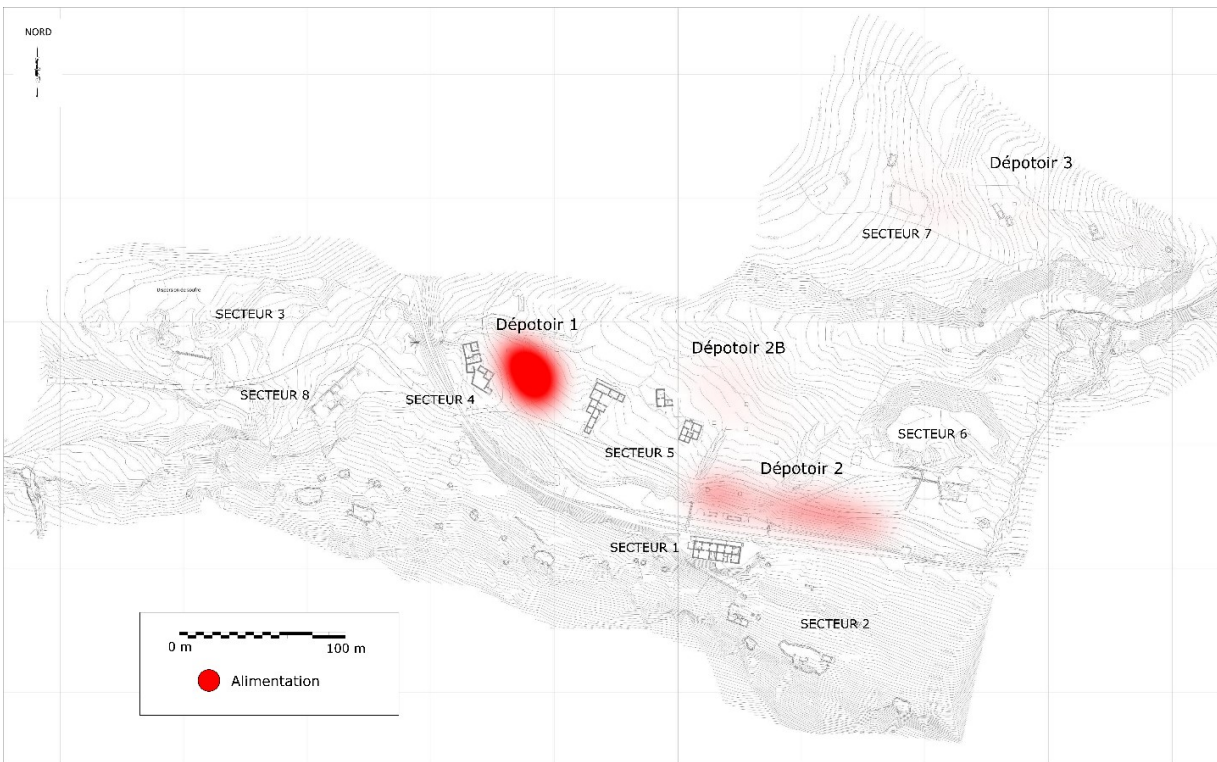 NORD
Dépotoir 3
SECTEUR 7
SECTEUR 3
Dépotoir 1
Dépotoir 2B
SECTEUR 8
SECTEUR 4
SECTEUR 6
SECTEUR 5
Dépotoir 2
SECTEUR 1
SECTEUR 2
0 m
100 m
Alimentation